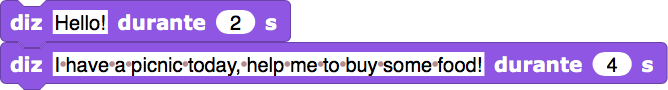 diz Hello! durante 2 s
diz I have a picnic today, help me to buy some food! durante 4 s